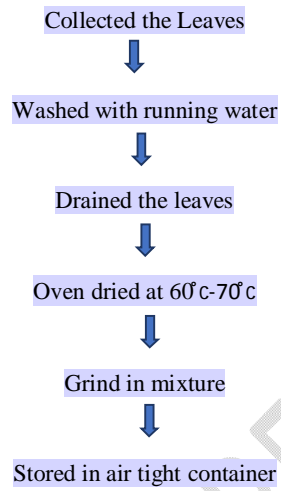 Collected the Leaves
Washed with running water
Drained the leaves
Oven dried at 60℃-70℃
Grind in mixture
Stored in air tight container